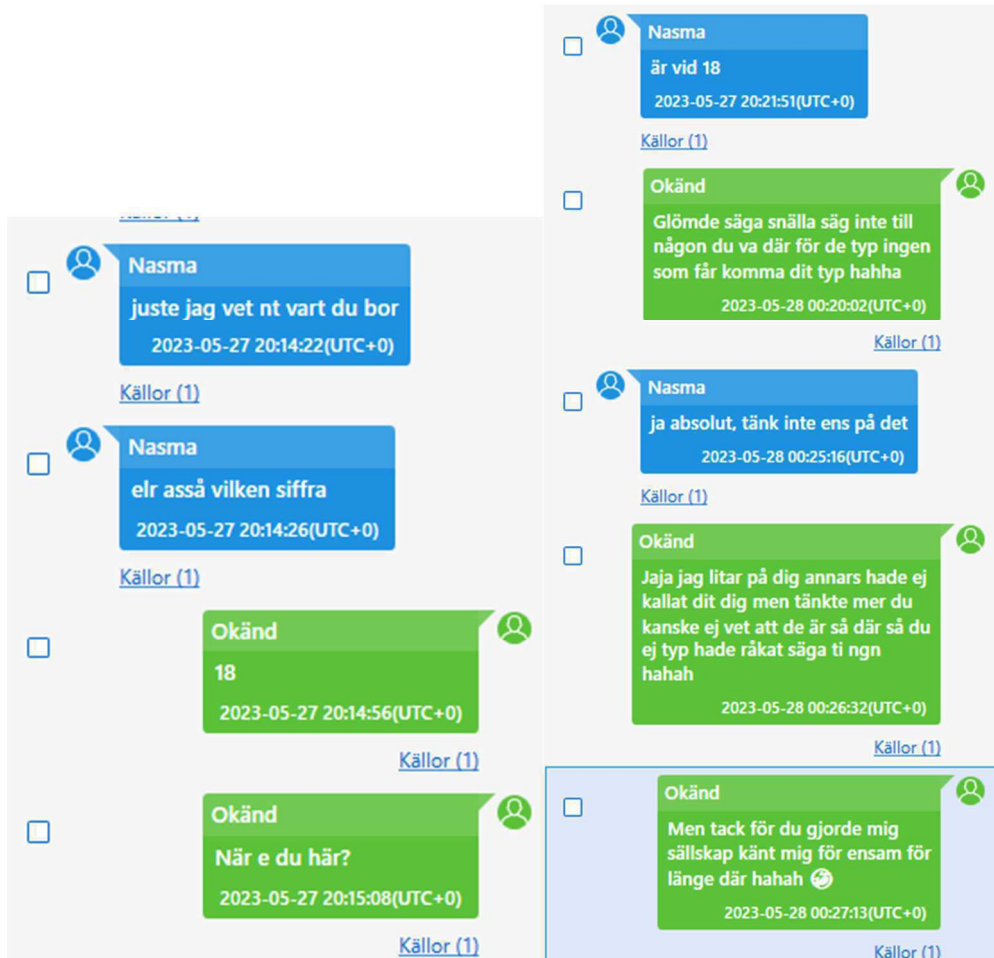 Källor (1)
Nasma
juste jag vet nt vart du bor
2023-05-27 20:14:22(UTC+0)
Källor (1)
Nasma
elr asså vilken siffra
2023-05-27 20:14:26(UTC+0)
Källor (1)
Okänd
18
2023-05-27 20:14:56(UTC+0)
Källor (1)
Okänd
När e du här?
2023-05-27 20:15:08(UTC+0)
Källor (1)
Nasma
är vid 18
2023-05-27 20:21:51(UTC+0)
Källor (1)
Okänd
Glömde säga snälla säg inte till
någon du va där för de typ ingen
som får komma dit typ hahha
2023-05-28 00:20:02(UTC+0)
Källor (1)
Nasma
ja absolut, tänk inte ens på det
2023-05-28 00:25:16(UTC+0)
Källor (1)
Okänd
Jaja jag litar på dig annars hade ej
kallat dit dig men tänkte mer du
kanske ej vet att de är så där så du
ej typ hade råkat säga ti ngn
hahah
2023-05-28 00:26:32(UTC+0)
Källor (1)
Okänd
Men tack för du gjorde mig
sällskap känt mig för ensam för
länge där hahah
2023-05-28 00:27:13(UTC+0)
Källor (1)